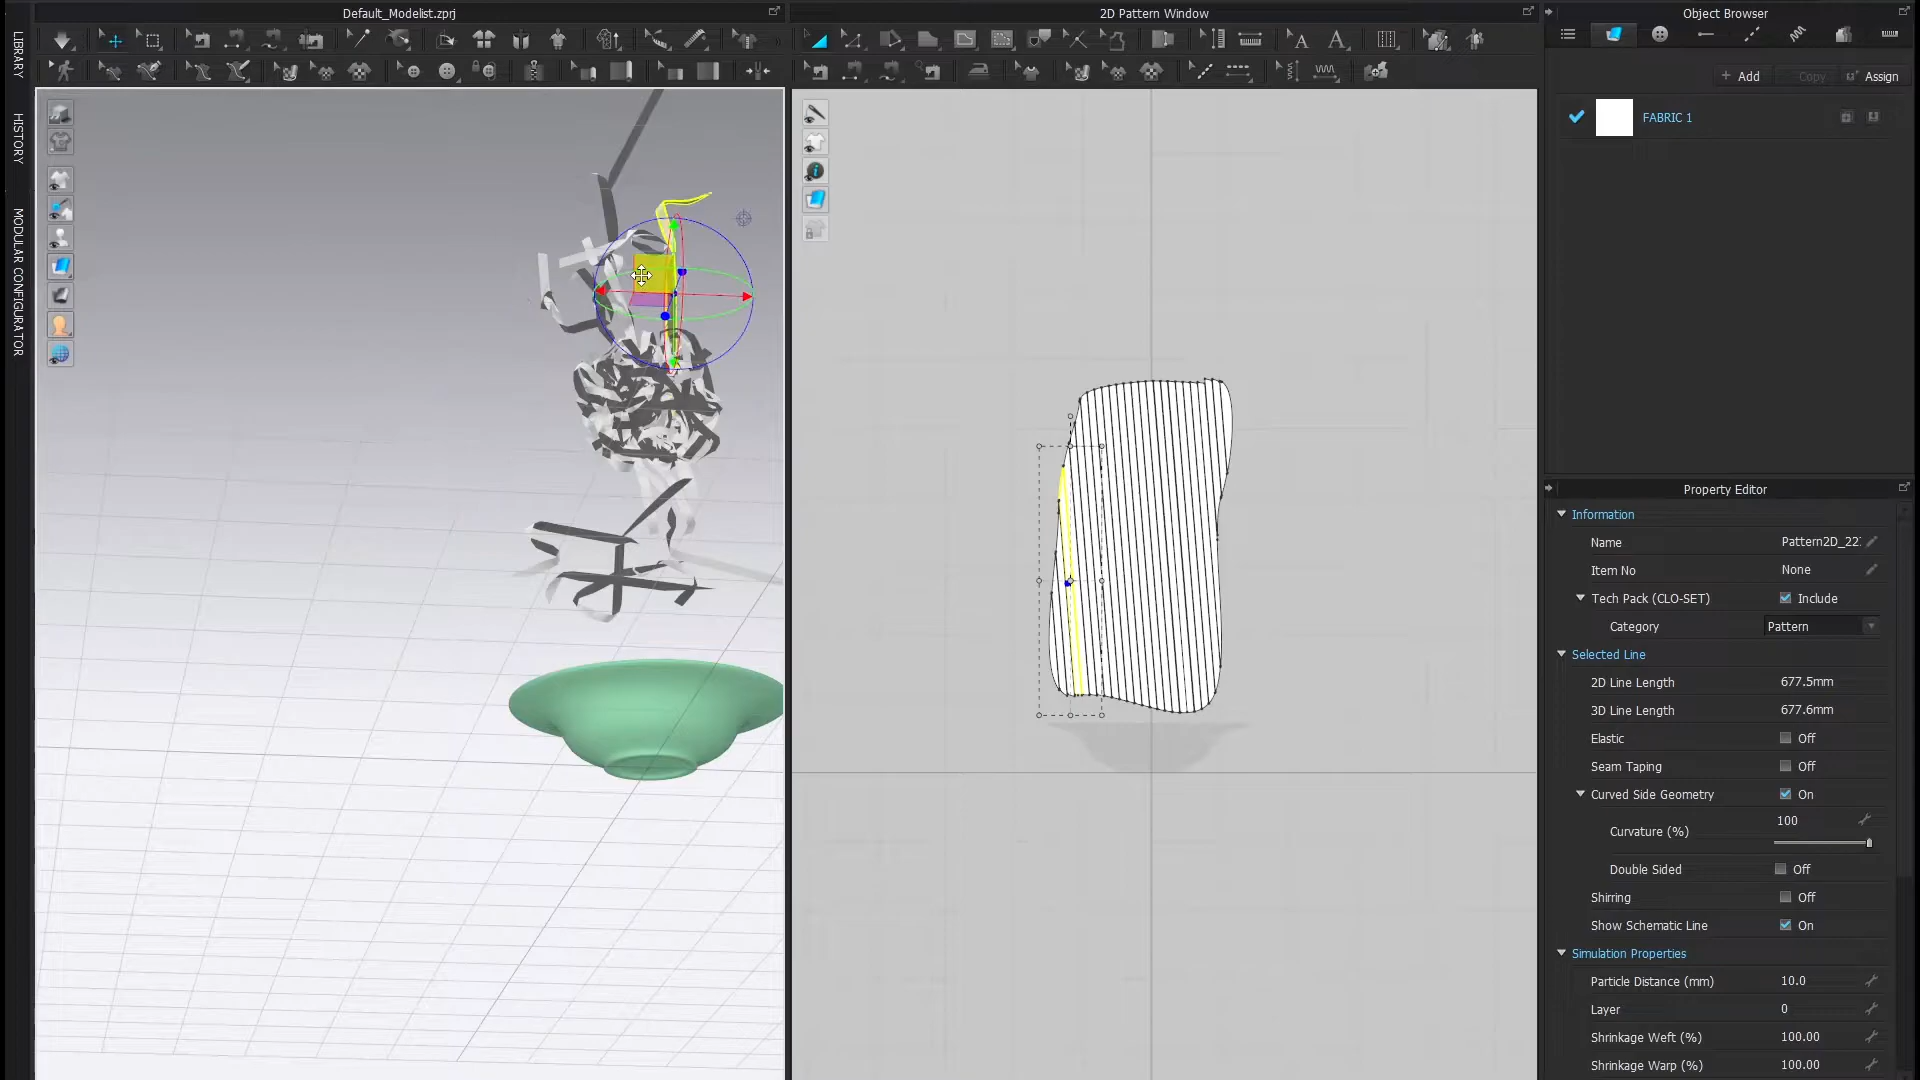 Default_Modelist.zprj
2D Pattern Window
Object Browser
LIBRARY
HISTORY
MODULAR CONFIGURATOR
+ Add
Copy
Assign
FABRIC 1
Property Editor
Information
Name Pattern2D_22
Item No None
Tech Pack (CLO-SET) Include
Category Pattern
Selected Line
2D Line Length 677.5mm
3D Line Length 677.6mm
Elastic Off
Seam Taping Off
Curved Side Geometry On
Curvature (%) 100
Double Sided Off
Shirring Off
Show Schematic Line On
Simulation Properties
Particle Distance (mm) 10.0
Layer 0
Shrinkage Weft (%) 100.00
Shrinkage Warp (%) 100.00